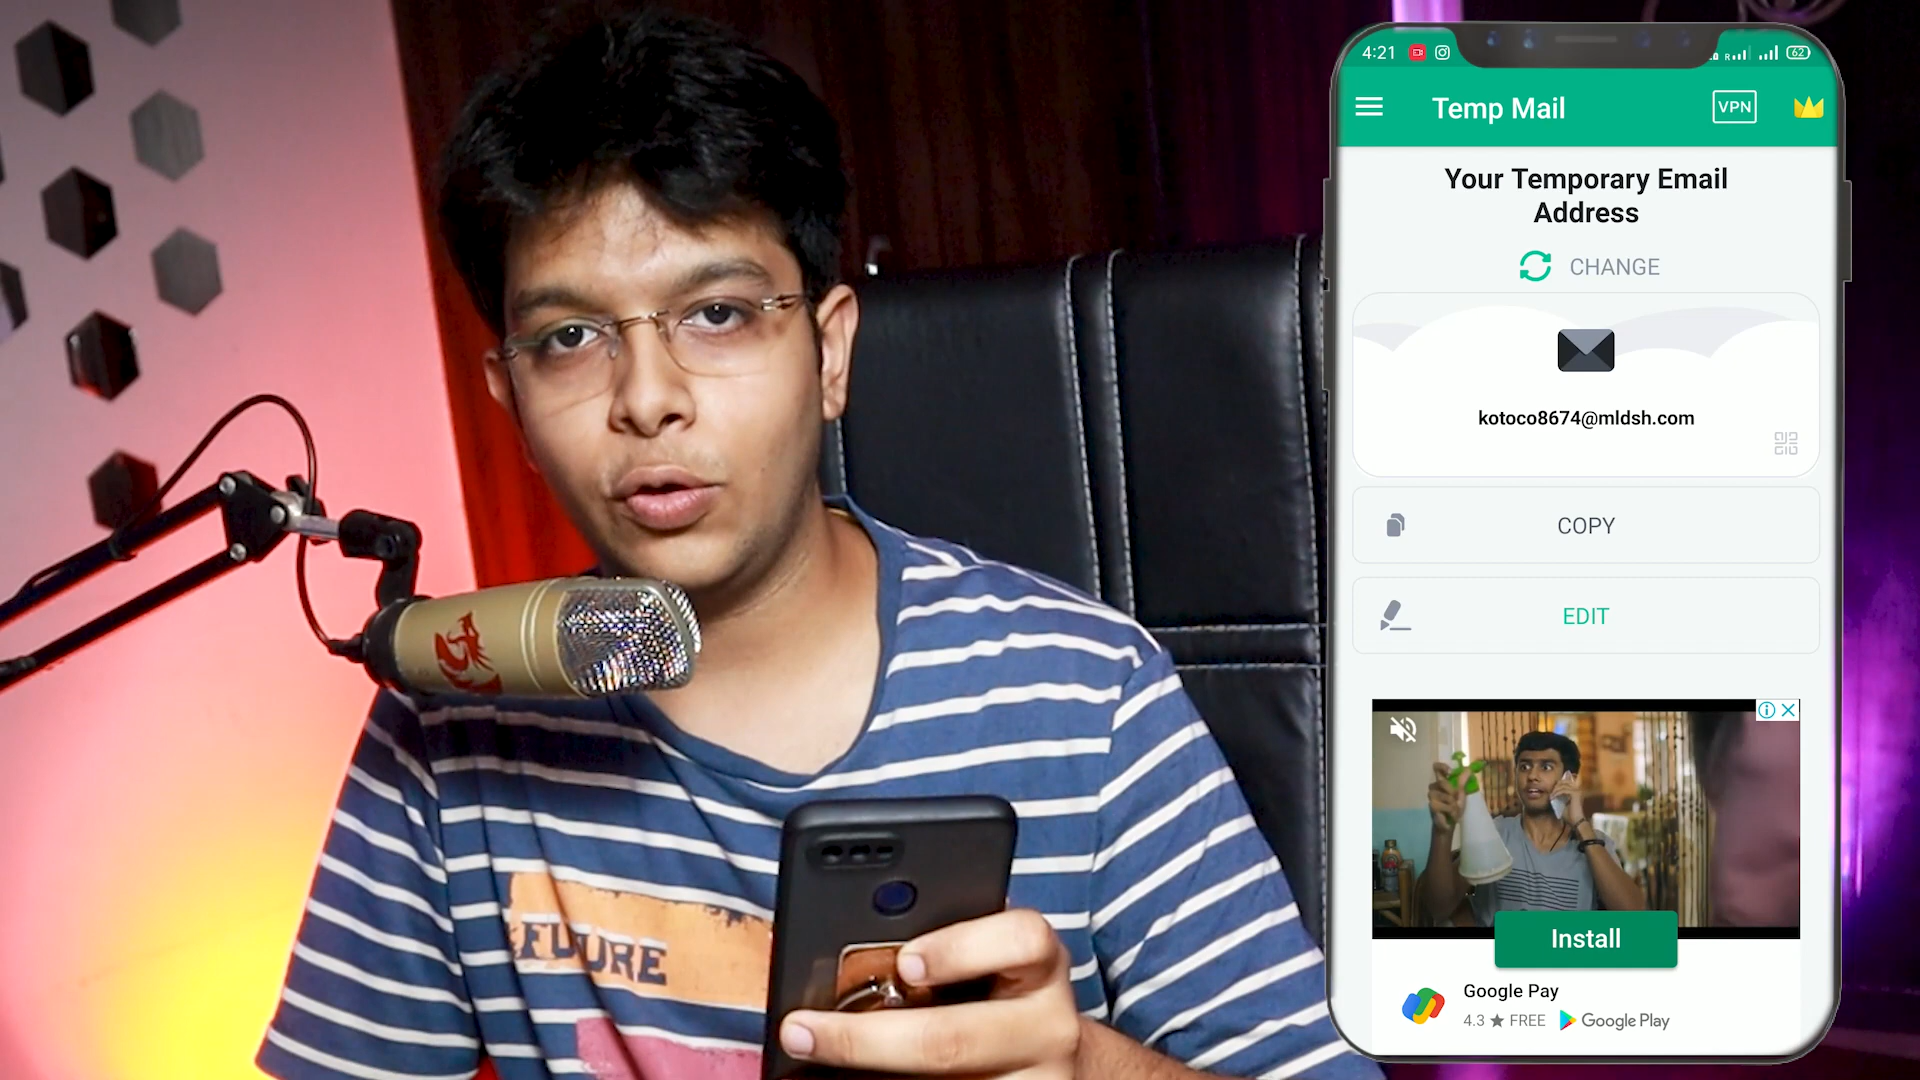 4:21
62
Temp Mail
VPN
Your Temporary Email
Address
CHANGE
kotoco8674@mldsh.com
COPY
EDIT
Install
Google Pay
4.3 ★ FREE Google Play
FUTURE